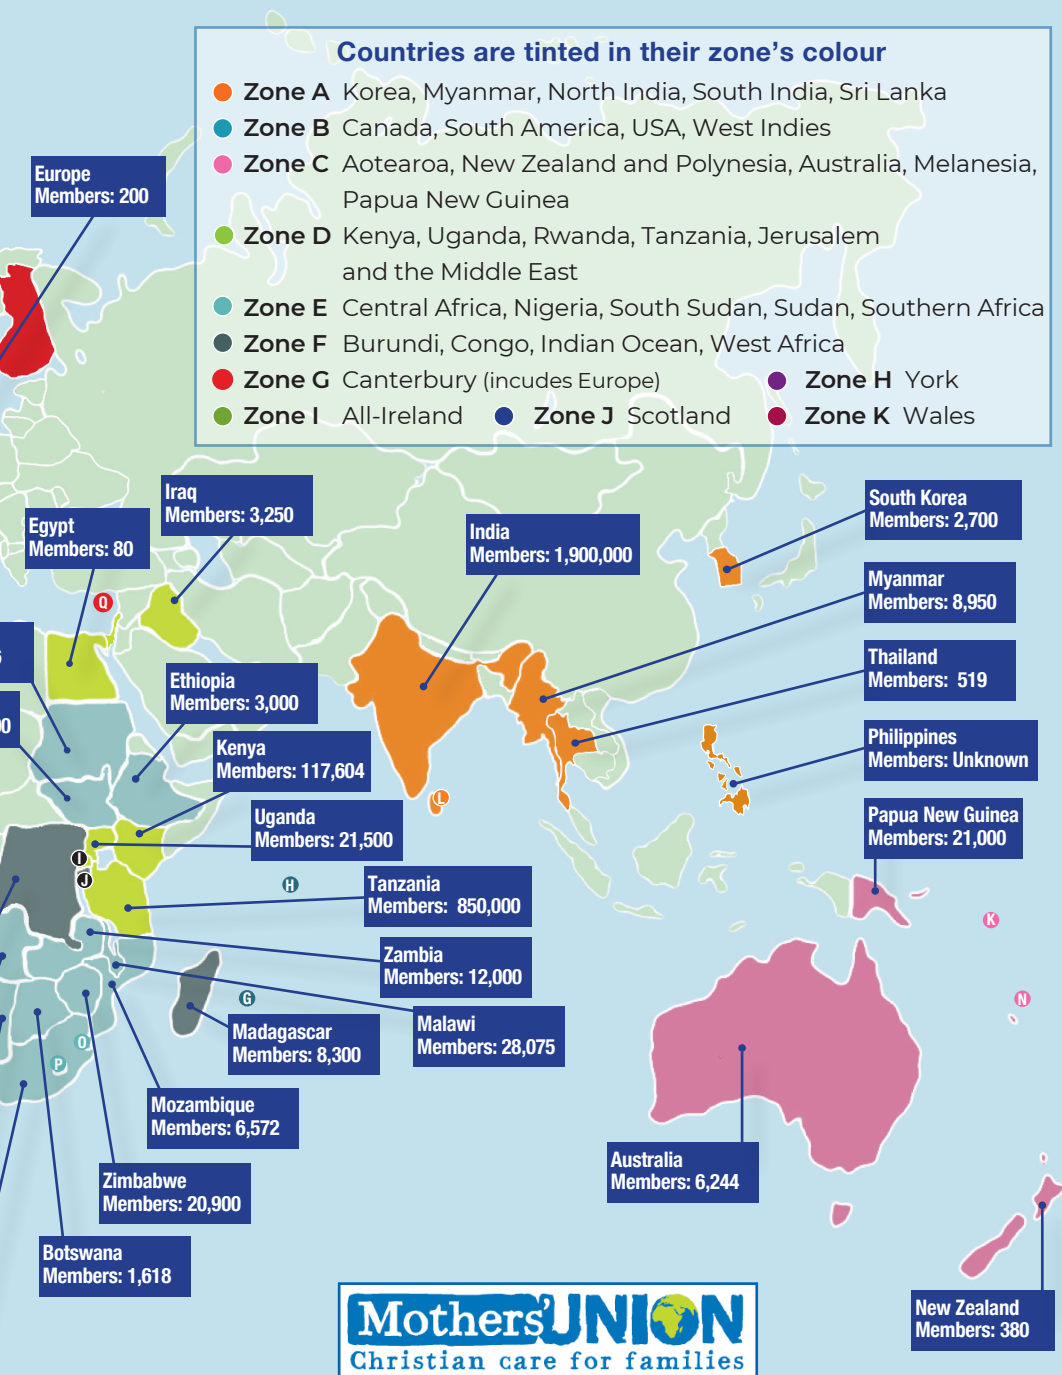 Countries are tinted in their zone's colour
Zone A Korea, Myanmar, North India, South India, Sri Lanka
Zone B Canada, South America, USA, West Indies
Zone C Aotearoa, New Zealand and Polynesia, Australia, Melanesia,
Papua New Guinea
Zone D Kenya, Uganda, Rwanda, Tanzania, Jerusalem
and the Middle East
Zone E Central Africa, Nigeria, South Sudan, Sudan, Southern Africa
Zone F Burundi, Congo, Indian Ocean, West Africa
Zone G Canterbury (includes Europe) Zone H York
Zone I All-Ireland Zone J Scotland Zone K Wales
Europe
Members: 200
Iraq
Members: 3,250
Egypt
Members: 80
India
Members: 1,900,000
South Korea
Members: 2,700
Myanmar
Members: 8,950
Thailand
Members: 519
Philippines
Members: Unknown
Papua New Guinea
Members: 21,000
Q
Ethiopia
Members: 3,000
Kenya
Members: 117,604
Uganda
Members: 21,500
L
I
J
H
Tanzania
Members: 850,000
K
Zambia
Members: 12,000
G
N
Malawi
Members: 28,075
Madagascar
Members: 8,300
O
P
Mozambique
Members: 6,572
Zimbabwe
Members: 20,900
Botswana
Members: 1,618
Australia
Members: 6,244
New Zealand
Members: 380
Mothers' UNION
Christian care for families